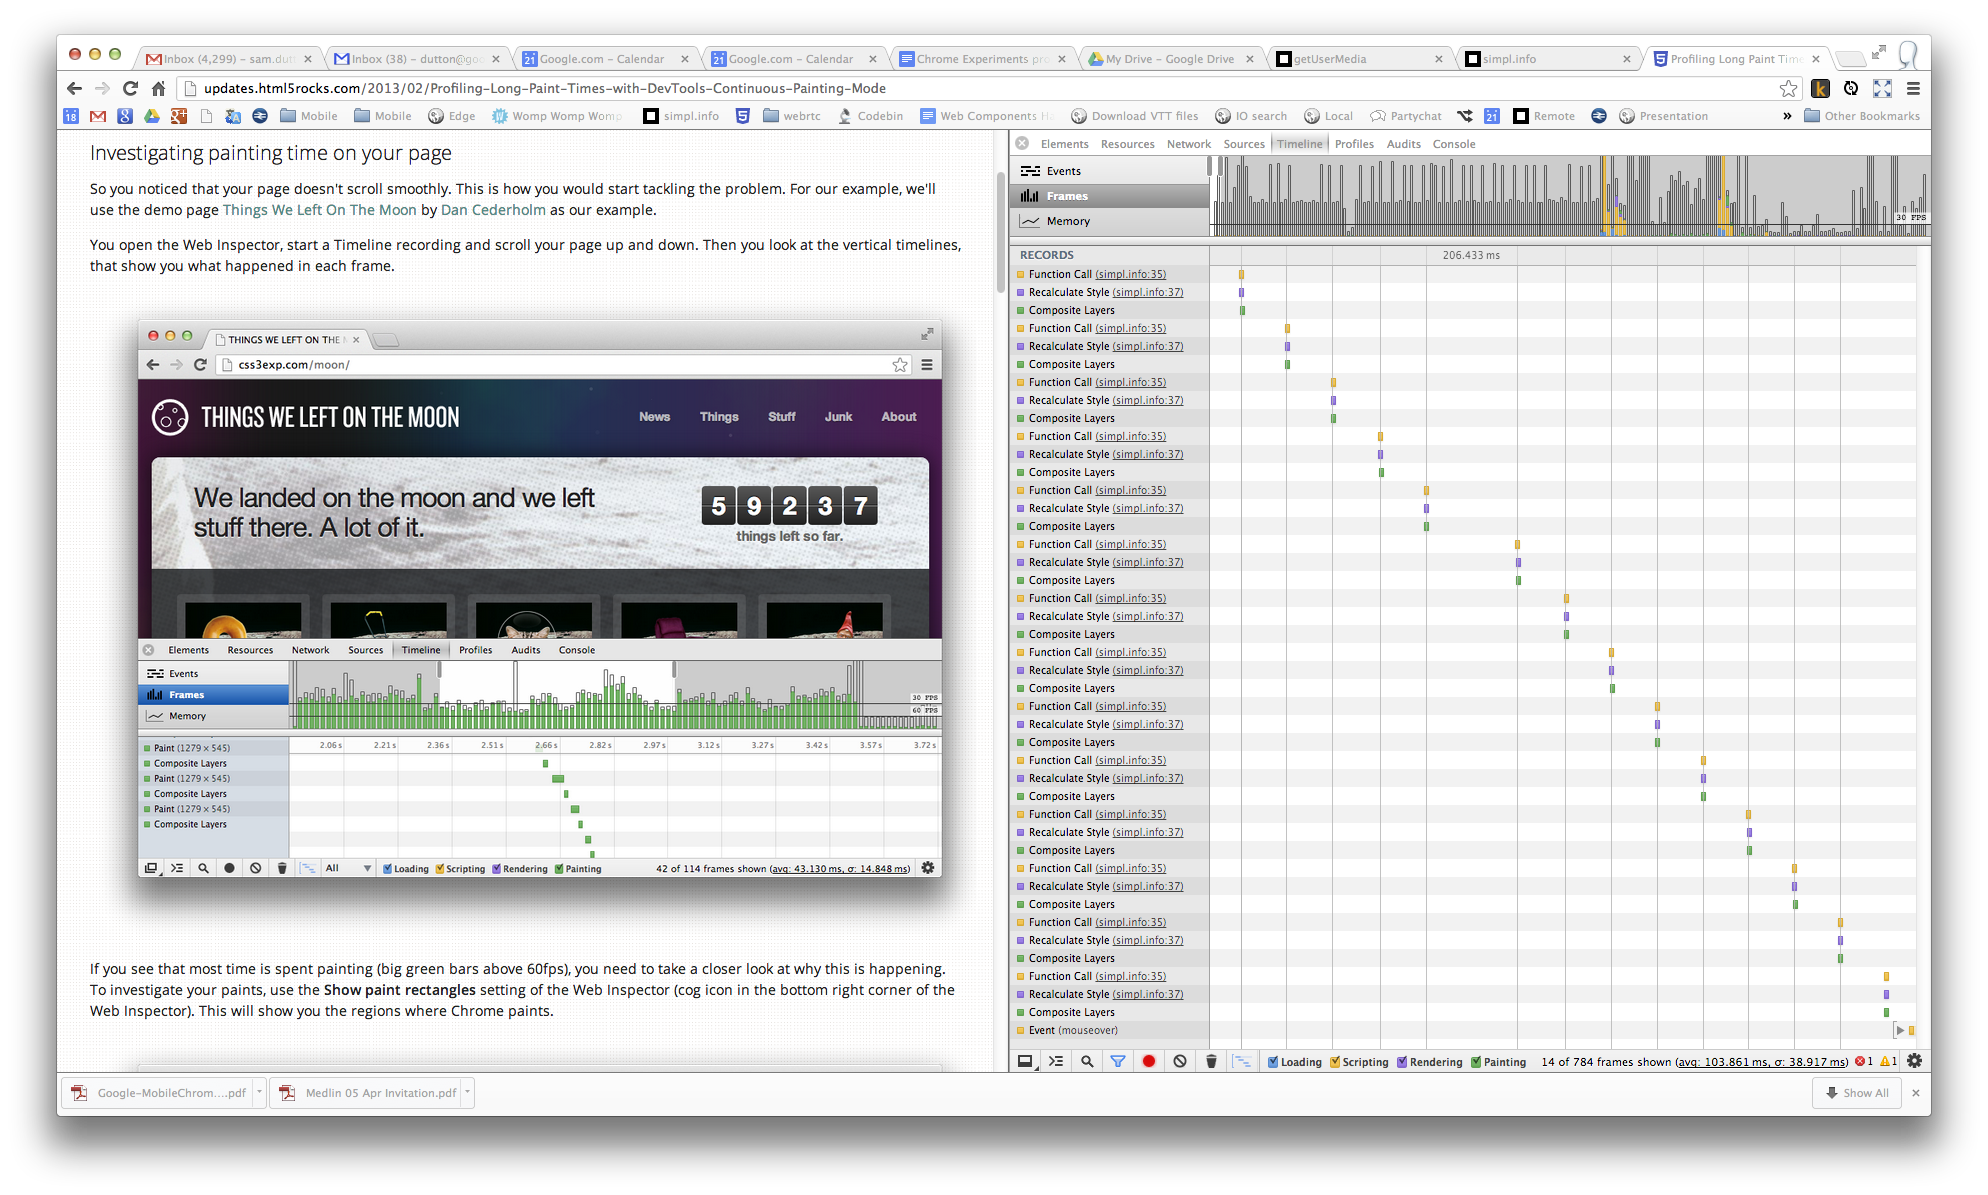 Inbox (4,299) – sam.dut
Inbox (38) – dutton@goo
Google.com – Calendar
Google.com – Calendar
Chrome Experiments pro
My Drive – Google Drive
getUserMedia
simpl.info
Profiling Long Paint Time
updates.html5rocks.com/2013/02/Profiling-Long-Paint-Times-with-DevTools-Continuous-Painting-Mode
Mobile
Mobile
Edge
Womp Womp Womp
simpl.info
webrtc
Codebin
Web Components Ha
Download VTT files
IO search
Local
Partychat
Remote
Presentation
Other Bookmarks
Investigating painting time on your page
So you noticed that your page doesn't scroll smoothly. This is how you would start tackling the problem. For our example, we'll
use the demo page Things We Left On The Moon by Dan Cederholm as our example.
You open the Web Inspector, start a Timeline recording and scroll your page up and down. Then you look at the vertical timelines,
that show you what happened in each frame.
THINGS WE LEFT ON THE M
css3exp.com/moon/
THINGS WE LEFT ON THE MOON
News Things Stuff Junk About
We landed on the moon and we left
stuff there. A lot of it.
5 9 2 3 7
things left so far.
Elements Resources Network Sources Timeline Profiles Audits Console
Events
Frames
Memory
30 FPS
60 FPS
2.06 s 2.21 s 2.36 s 2.51 s 2.66 s 2.82 s 2.97 s 3.12 s 3.27 s 3.42 s 3.57 s 3.72 s
Paint (1279 × 545)
Composite Layers
Paint (1279 × 545)
Composite Layers
Paint (1279 × 545)
Composite Layers
All Loading Scripting Rendering Painting 42 of 114 frames shown (avg: 43.130 ms, σ: 14.848 ms)
If you see that most time is spent painting (big green bars above 60fps), you need to take a closer look at why this is happening.
To investigate your paints, use the Show paint rectangles setting of the Web Inspector (cog icon in the bottom right corner of the
Web Inspector). This will show you the regions where Chrome paints.
Elements Resources Network Sources Timeline Profiles Audits Console
Events
Frames
Memory
30 FPS
RECORDS
206.433 ms
Function Call (simpl.info:35)
Recalculate Style (simpl.info:37)
Composite Layers
Function Call (simpl.info:35)
Recalculate Style (simpl.info:37)
Composite Layers
Function Call (simpl.info:35)
Recalculate Style (simpl.info:37)
Composite Layers
Function Call (simpl.info:35)
Recalculate Style (simpl.info:37)
Composite Layers
Function Call (simpl.info:35)
Recalculate Style (simpl.info:37)
Composite Layers
Function Call (simpl.info:35)
Recalculate Style (simpl.info:37)
Composite Layers
Function Call (simpl.info:35)
Recalculate Style (simpl.info:37)
Composite Layers
Function Call (simpl.info:35)
Recalculate Style (simpl.info:37)
Composite Layers
Function Call (simpl.info:35)
Recalculate Style (simpl.info:37)
Composite Layers
Function Call (simpl.info:35)
Recalculate Style (simpl.info:37)
Composite Layers
Function Call (simpl.info:35)
Recalculate Style (simpl.info:37)
Composite Layers
Function Call (simpl.info:35)
Recalculate Style (simpl.info:37)
Composite Layers
Function Call (simpl.info:35)
Recalculate Style (simpl.info:37)
Composite Layers
Function Call (simpl.info:35)
Recalculate Style (simpl.info:37)
Composite Layers
Event (mouseover)
Loading Scripting Rendering Painting 14 of 784 frames shown (avg: 103.861 ms, σ: 38.917 ms) 1 1
Google-MobileChrom....pdf
Medlin 05 Apr Invitation.pdf
Show All